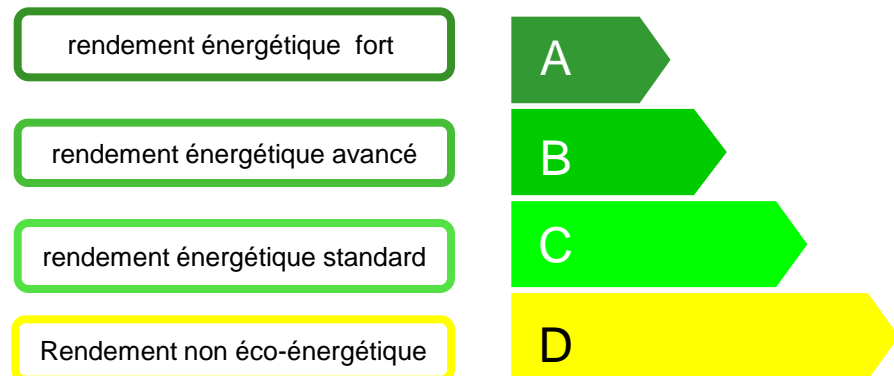 rendement énergétique fort
A
rendement énergétique avancé
B
rendement énergétique standard
C
Rendement non éco-énergétique
D